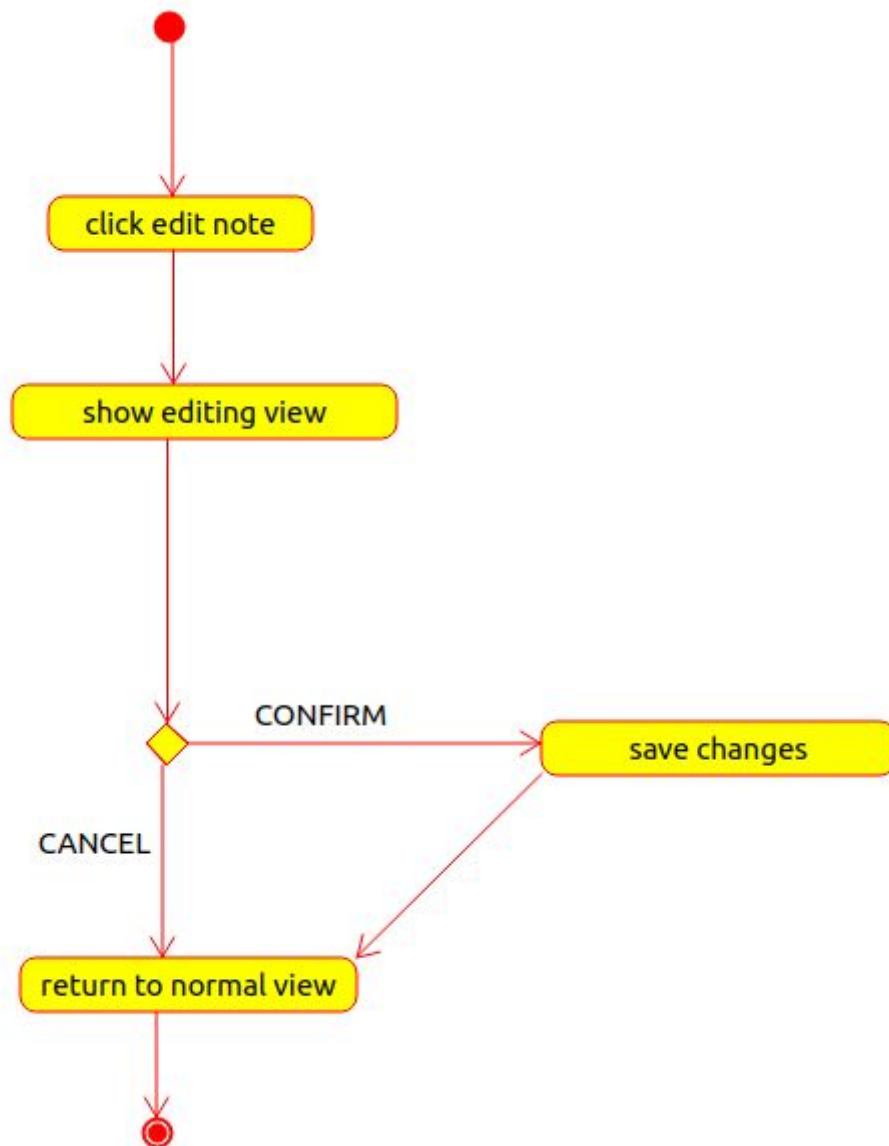 click edit note
show editing view
CONFIRM
save changes
CANCEL
return to normal view